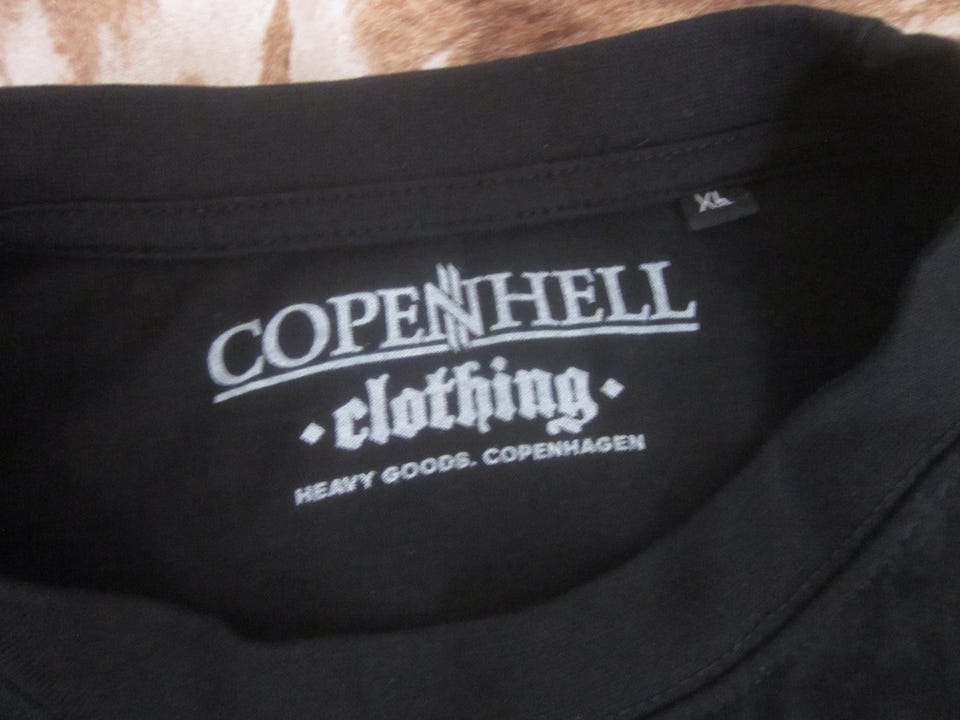 XL
COPENHELL
· clothing ·
HEAVY GOODS. COPENHAGEN